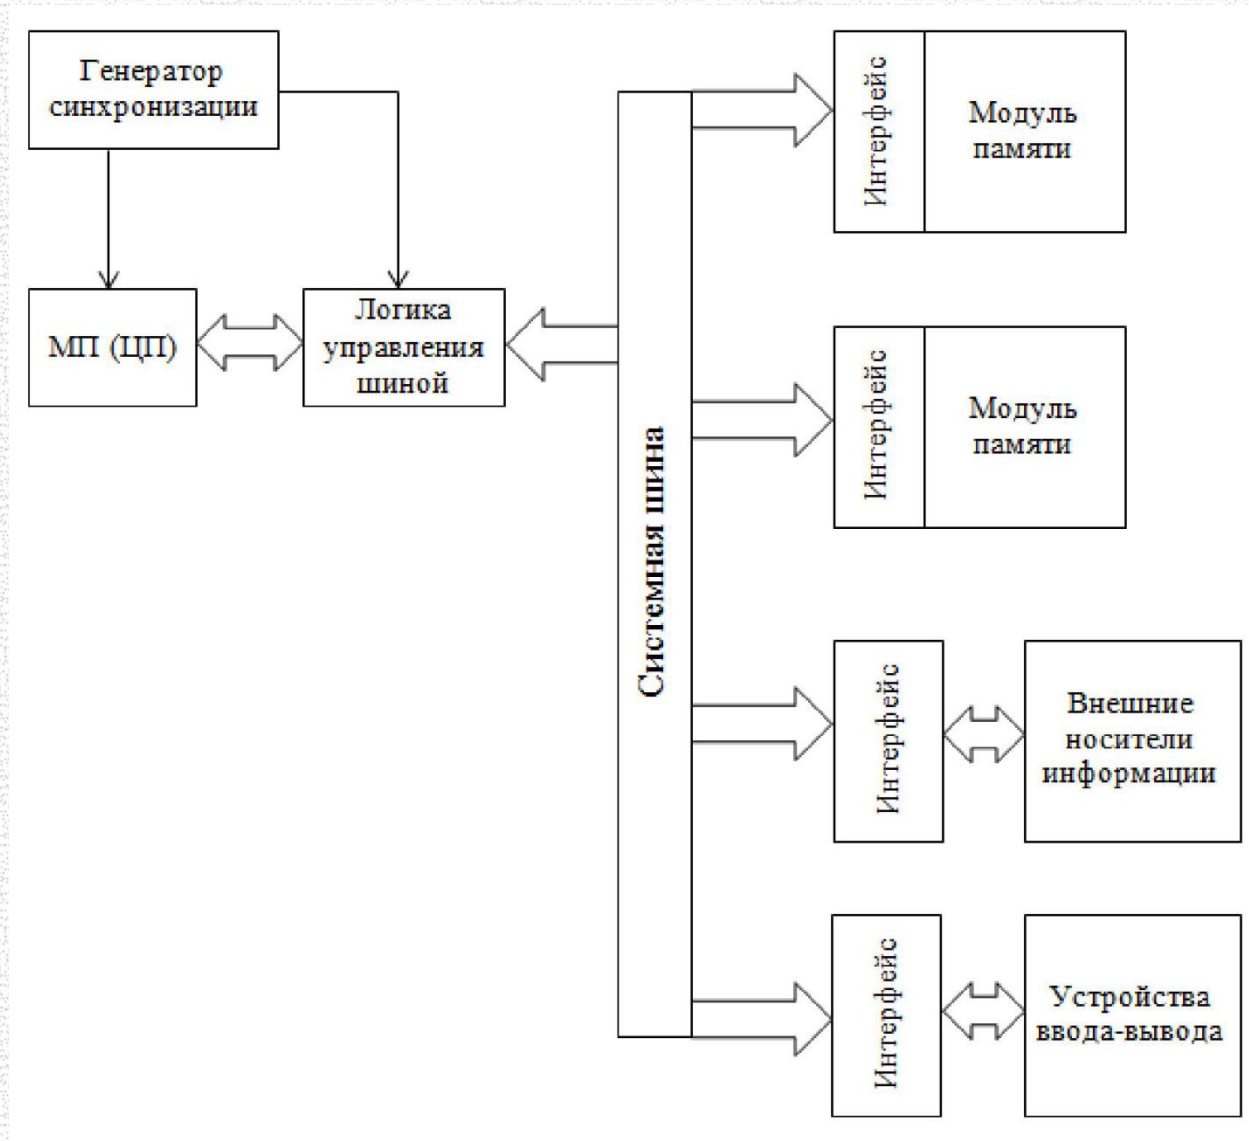 Генератор
синхронизации
МП (ЦП)
Логика
управления
шиной
Системная шина
Интерфейс
Модуль
памяти
Интерфейс
Модуль
памяти
Интерфейс
Внешние
носители
информации
Интерфейс
Устройства
ввода-вывода